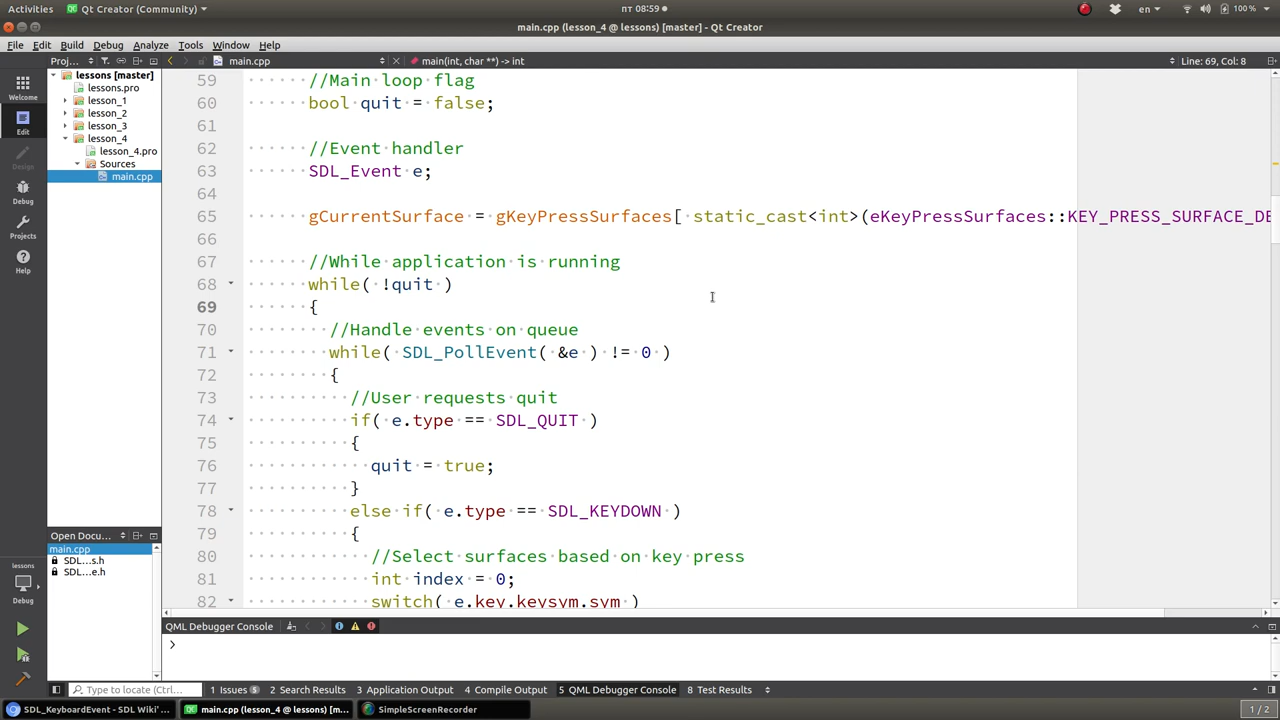 Activities
Qt Creator (Community)
пт 08:59
en
100 %
main.cpp (lesson_4 @ lessons) [master] - Qt Creator
File Edit Build Debug Analyze Tools Window Help
Proj...
main.cpp
main(int, char **) -> int
Line: 69, Col: 8
Welcome
Edit
Design
Debug
Projects
Help
lessons [master]
lessons.pro
lesson_1
lesson_2
lesson_3
lesson_4
lesson_4.pro
Sources
main.cpp
59 //Main loop flag
60 bool quit = false;
61
62 //Event handler
63 SDL_Event e;
64
65 gCurrentSurface = gKeyPressSurfaces[ static_cast<int>(eKeyPressSurfaces::KEY_PRESS_SURFACE_DE
66
67 //While application is running
68 while( !quit )
69 {
70 //Handle events on queue
71 while( SDL_PollEvent( &e ) != 0 )
72 {
73 //User requests quit
74 if( e.type == SDL_QUIT )
75 {
76 quit = true;
77 }
78 else if( e.type == SDL_KEYDOWN )
79 {
80 //Select surfaces based on key press
81 int index = 0;
82 switch( e.key.keysym.sym )
Open Docu...
main.cpp
SDL...s.h
SDL...e.h
lessons
Debug
QML Debugger Console
>
Type to locate (Ctrl...
1 Issues 5
2 Search Results
3 Application Output
4 Compile Output
5 QML Debugger Console
8 Test Results
SDL_KeyboardEvent - SDL Wiki'...
main.cpp (lesson_4 @ lessons) [m...
SimpleScreenRecorder
1 / 2